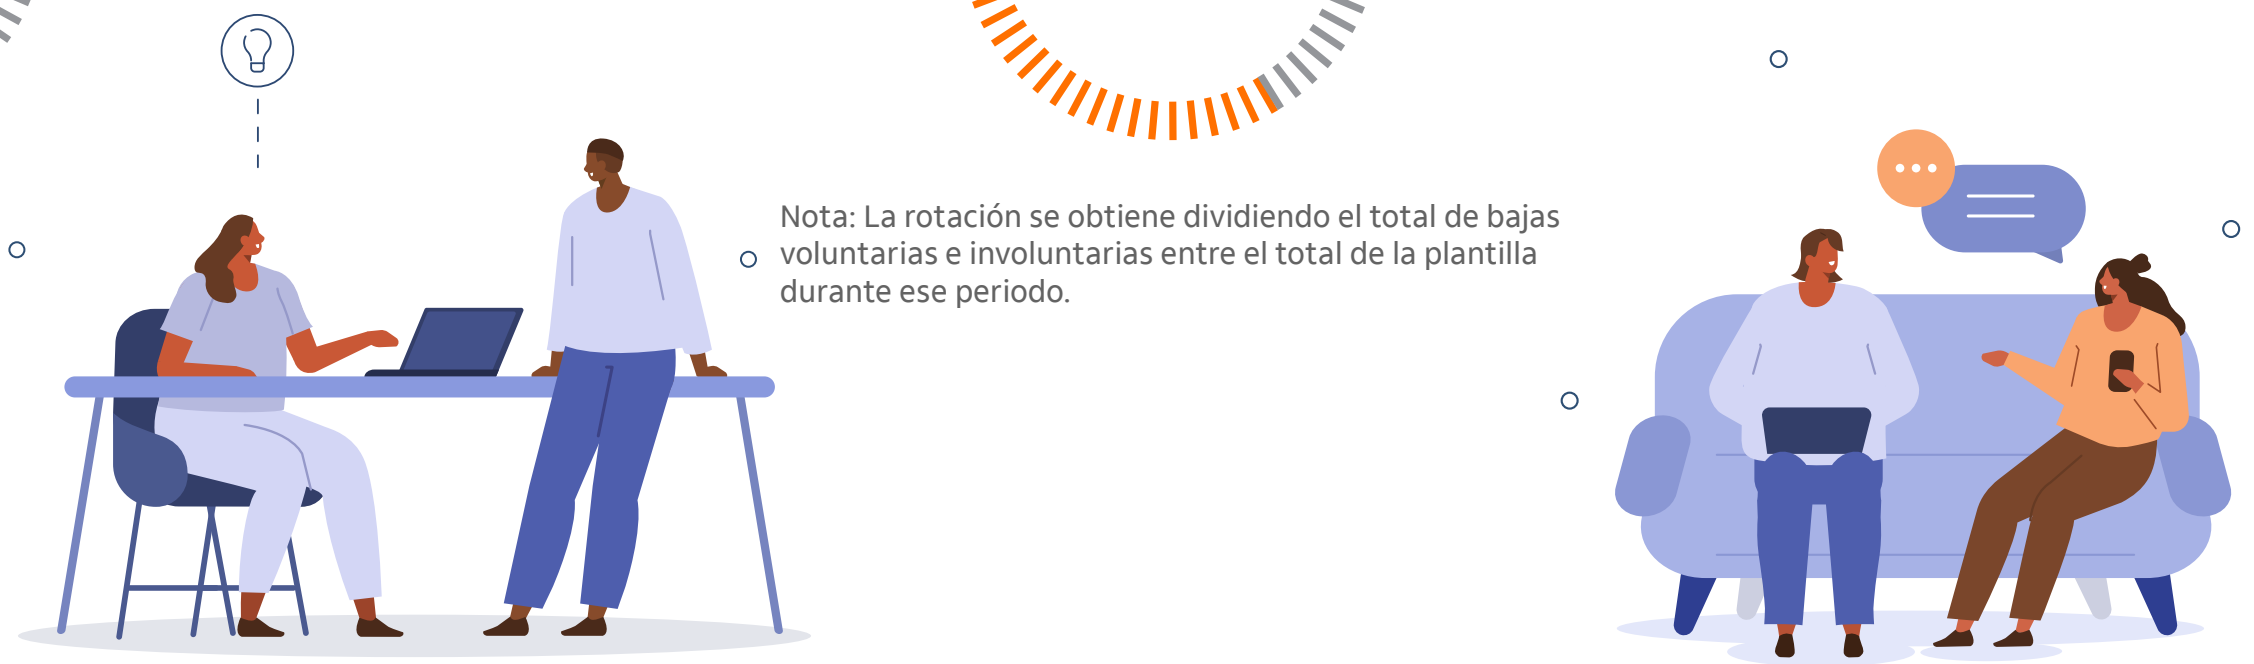 Nota: La rotación se obtiene dividiendo el total de bajas
voluntarias e involuntarias entre el total de la plantilla
durante ese periodo.